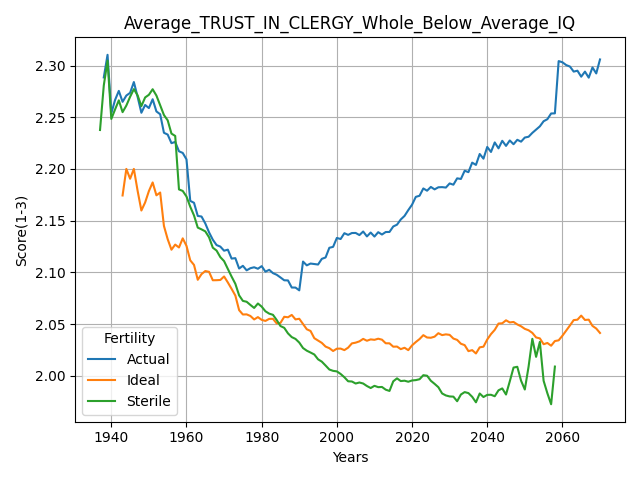 Average_TRUST_IN_CLERGY_Whole_Below_Average_IQ
Score(1-3)
2.30
2.25
2.20
2.15
2.10
2.05
2.00
Fertility
Actual
Ideal
Sterile
1940 1960 1980 2000 2020 2040 2060
Years